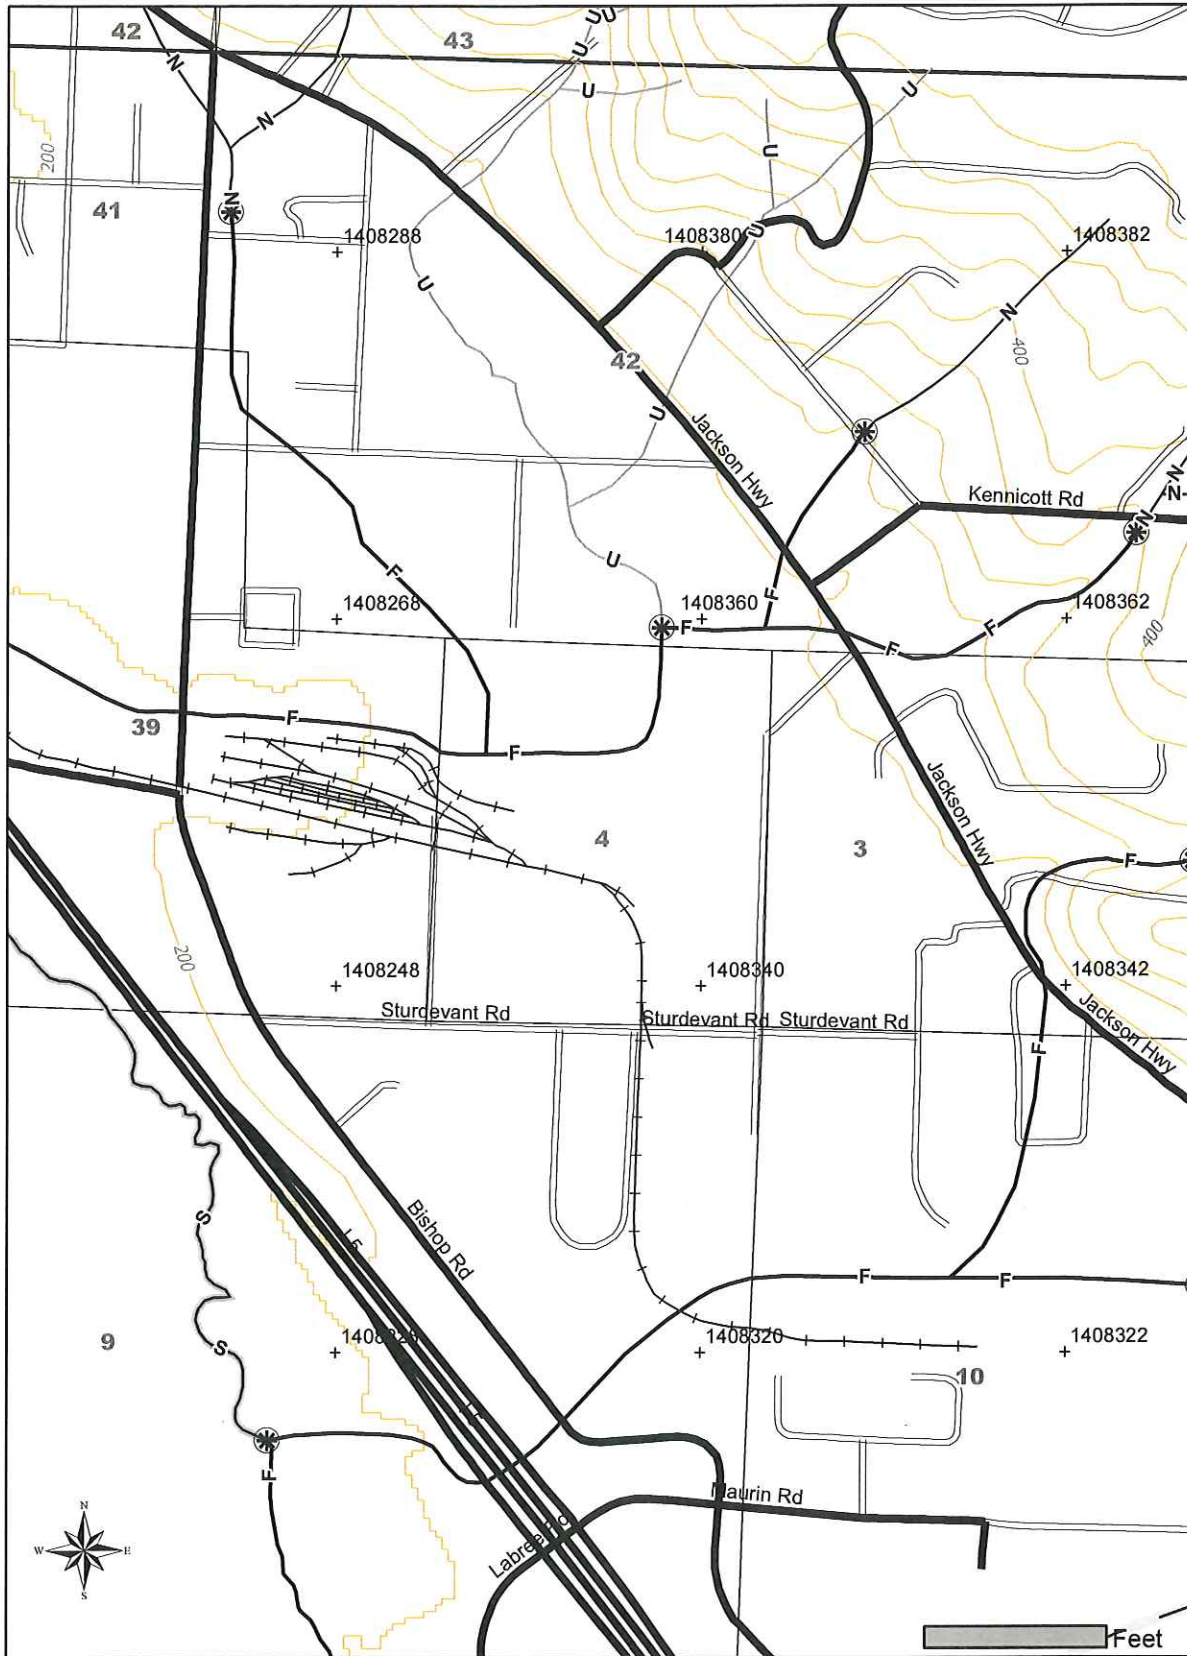 U U
42
43
U
N
U
U
N
200
U
N
41
U
1408288
1408380
1408382
U
N
42
400
U
Jackson Hwy
Kennicott Rd
N
N
N
F
U
F
1408268
1408360
1408362
F
F
F
400
39
F
F
4
3
Jackson Hwy
F
200
1408248
1408340
1408342
Sturdevant Rd
Sturdevant Rd
Sturdevant Rd
Jackson Hwy
F
S
Bishop Rd
I-5
F
F
9
S
1408320
1408322
10
F
Maurin Rd
N
W
E
S
Feet